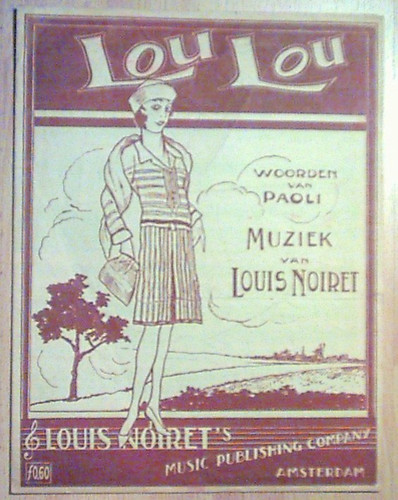 Lou Lou
WOORDEN
VAN
PAOLI
MUZIEK
VAN
LOUIS NOIRET
LOUIS NOIRET's
MUSIC PUBLISHING COMPANY
AMSTERDAM
f0.60